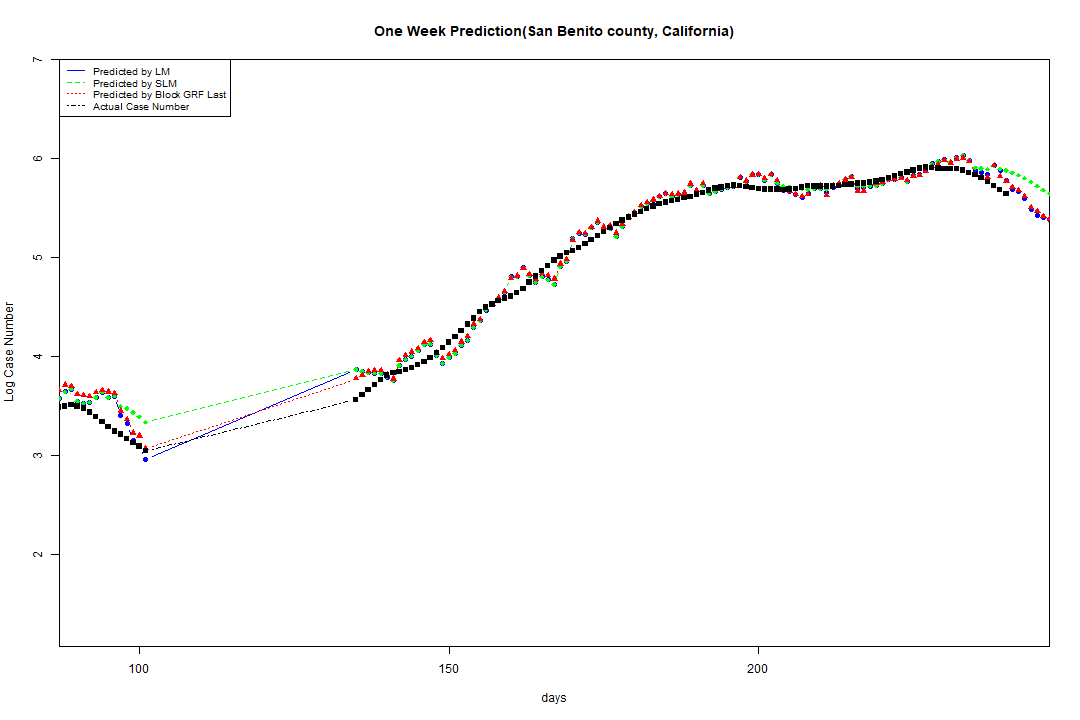 One Week Prediction(San Benito county, California)
Predicted by LM
Predicted by SLM
Predicted by Block GRF Last
Actual Case Number
7
6
5
4
3
2
Log Case Number
100 150 200
days